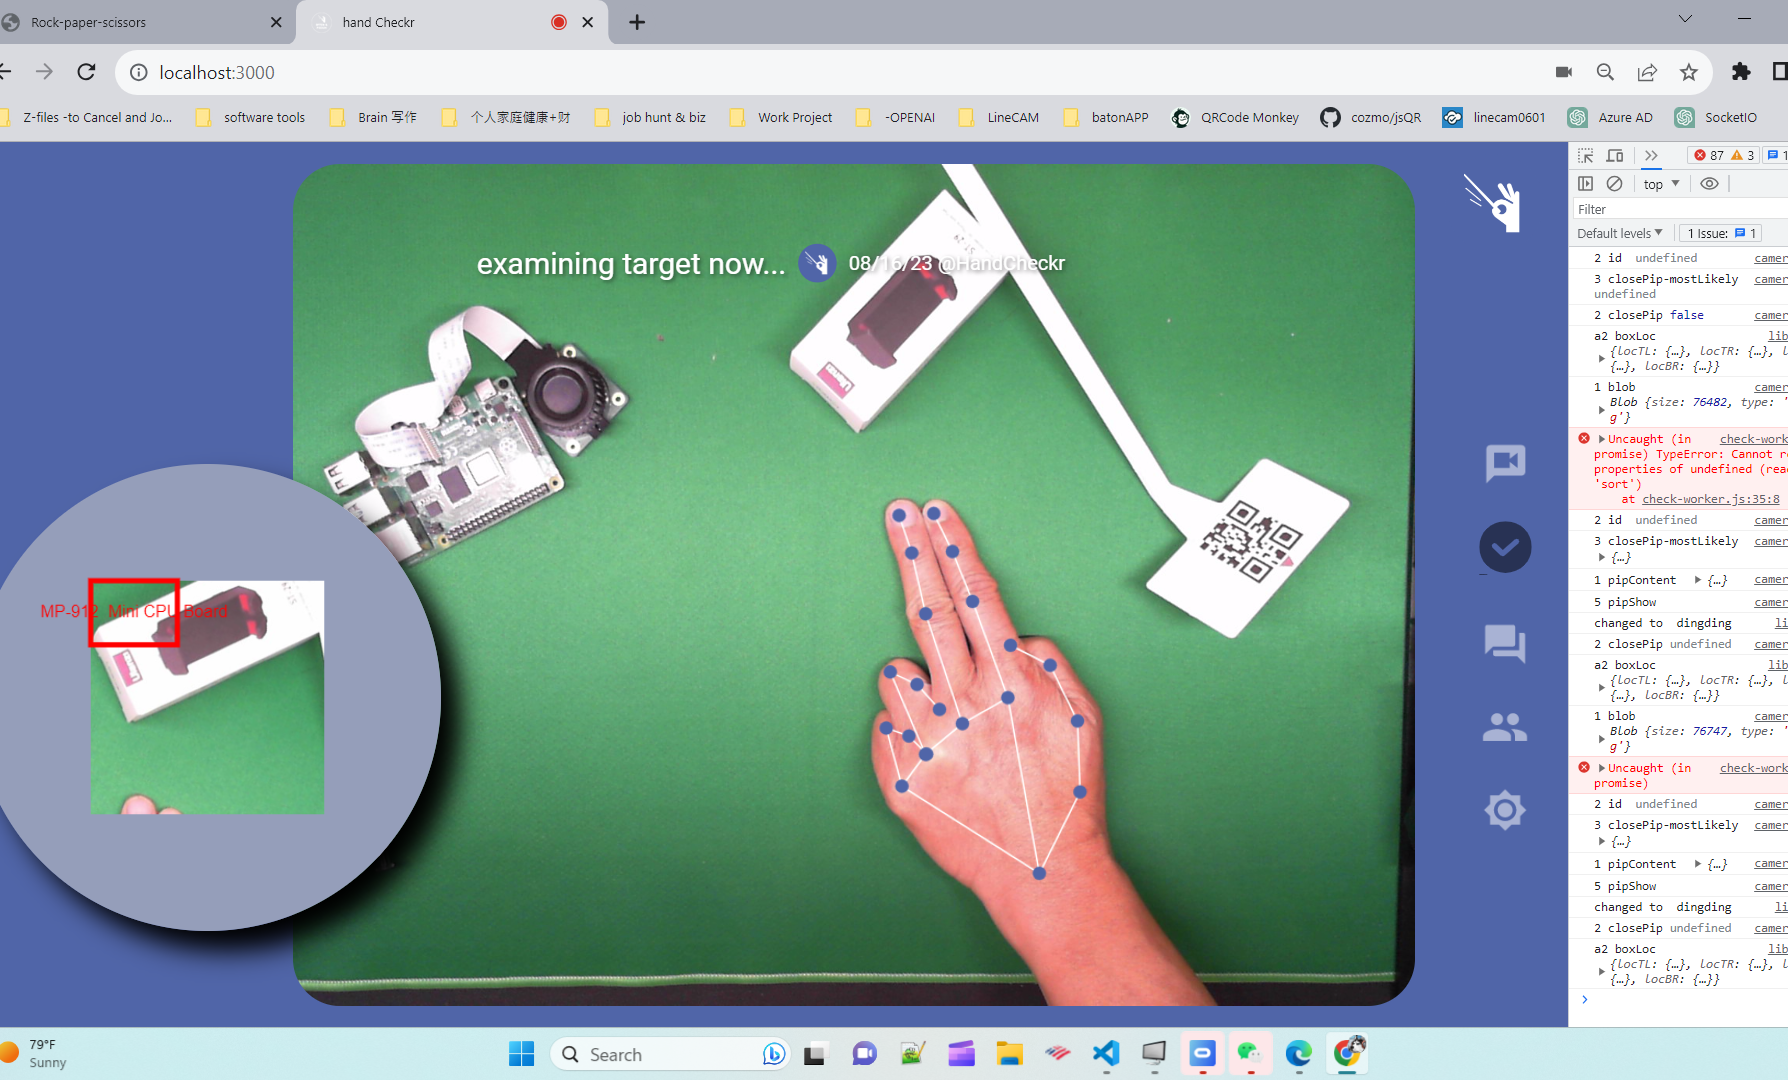 Rock-paper-scissors
hand Checkr
localhost:3000
Z-files -to Cancel and Jo...
software tools
Brain 写作
个人家庭健康+财
job hunt & biz
Work Project
-OPENAI
LineCAM
batonAPP
QRCode Monkey
cozmo/jsQR
linecam0601
Azure AD
SocketIO
examining target now...
08/16/23 @HandCheckr
MP-912 Mini CPU Board
87
3
1
top
Filter
Default levels
1 Issue: 1
2 id undefined camer
3 closePip-mostLikely camer
undefined
2 closePip false camer
a2 boxLoc lib
{locTL: {…}, locTR: {…}, l
{…}, locBR: {…}}
1 blob camer
Blob {size: 76482, type: '
g'}
Uncaught (in check-work
promise) TypeError: Cannot re
properties of undefined (read
'sort')
at check-worker.js:35:8
2 id undefined camer
3 closePip-mostLikely camer
{…}
1 pipContent {…} camer
5 pipShow camer
changed to dingding li
2 closePip undefined camer
a2 boxLoc lib
{locTL: {…}, locTR: {…}, l
{…}, locBR: {…}}
1 blob camer
Blob {size: 76747, type: '
g'}
Uncaught (in check-work
promise)
2 id undefined camer
3 closePip-mostLikely camer
{…}
1 pipContent {…} camer
5 pipShow camer
changed to dingding li
2 closePip undefined camer
a2 boxLoc lib
{locTL: {…}, locTR: {…}, l
{…}, locBR: {…}}
79°F
Sunny
Search